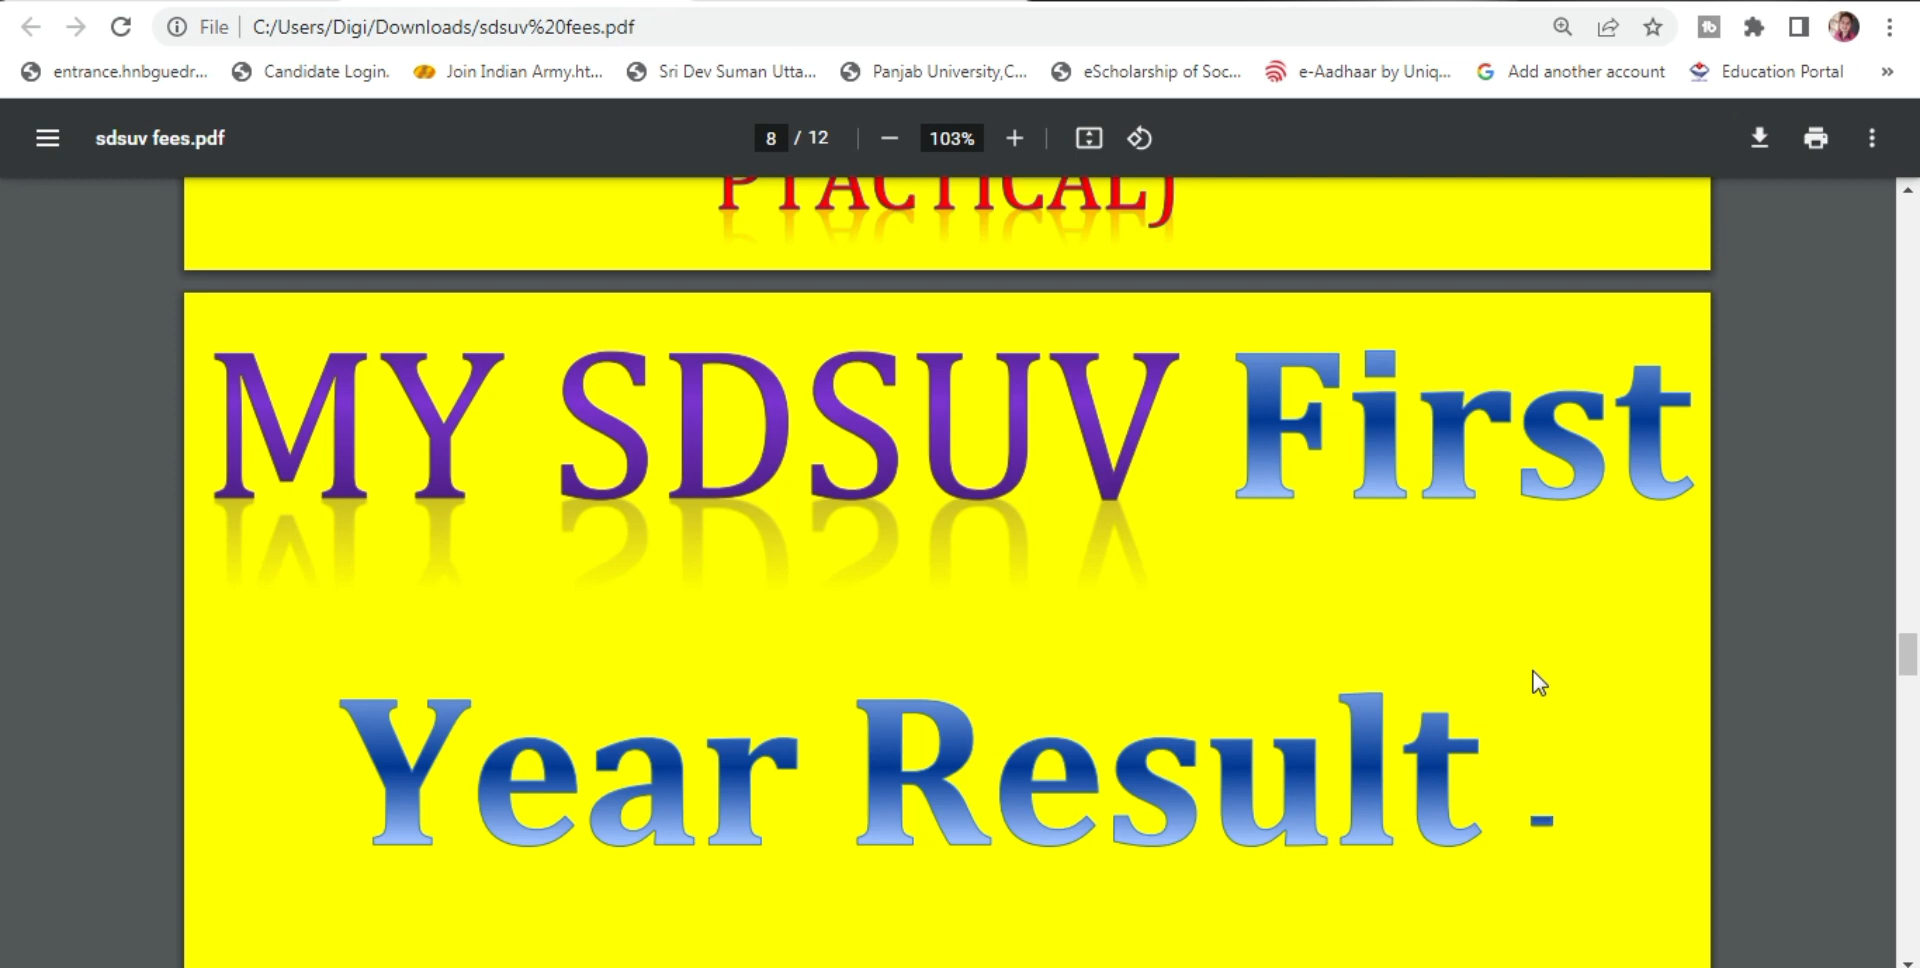 File C:/Users/Digi/Downloads/sdsuv%20fees.pdf
entrance.hnbguedr... Candidate Login. Join Indian Army.ht... Sri Dev Suman Utta... Panjab University,C... eScholarship of Soc... e-Aadhaar by Uniq... Add another account Education Portal »
sdsuv fees.pdf 8 / 12 103%
PTACTICAL)
MY SDSUV First
Year Result -